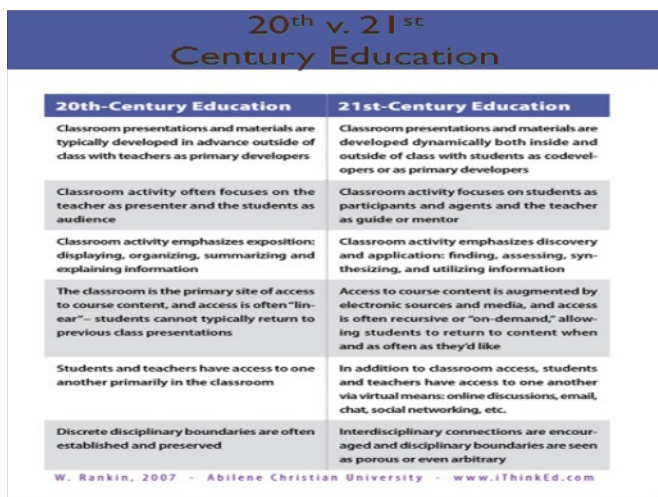 20th v. 21st
Century Education
20th-Century Education
Classroom presentations and materials are
typically developed in advance outside of
class with teachers as primary developers
Classroom activity often focuses on the
teacher as presenter and the students as
audience
Classroom activity emphasizes exposition:
displaying, organizing, summarizing and
explaining information
The classroom is the primary site of access
to course content, and access is often "lin-
ear"– students cannot typically return to
previous class presentations
Students and teachers have access to one
another primarily in the classroom
Discrete disciplinary boundaries are often
established and preserved
21st-Century Education
Classroom presentations and materials are
developed dynamically both inside and
outside of class with students as codevel-
opers or as primary developers
Classroom activity focuses on students as
participants and agents and the teacher
as guide or mentor
Classroom activity emphasizes discovery
and application: finding, assessing, syn-
thesizing, and utilizing information
Access to course content is augmented by
electronic sources and media, and access
is often recursive or "on-demand," allow-
ing students to return to content when
and as often as they'd like
In addition to classroom access, students
and teachers have access to one another
via virtual means: online discussions, email,
chat, social networking, etc.
Interdisciplinary connections are encour-
aged and disciplinary boundaries are seen
as porous or even arbitrary
W. Rankin, 2007 - Abilene Christian University - www.iThinkEd.com